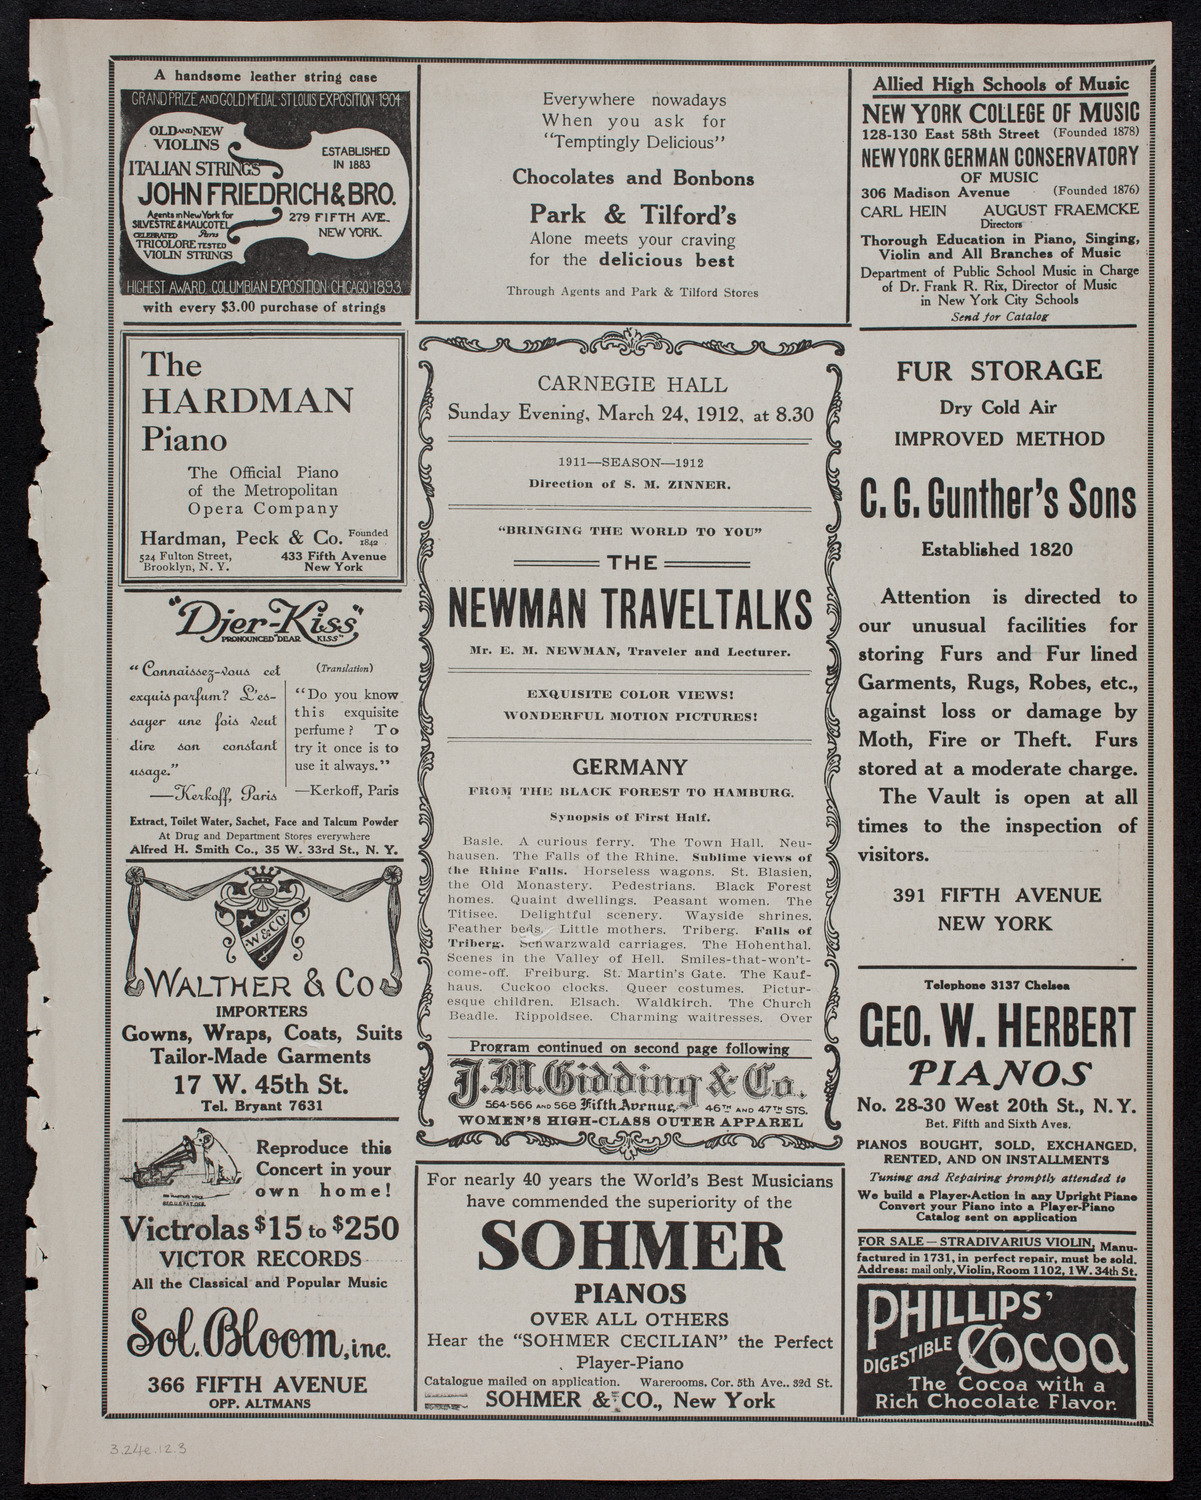 A handsome leather string case
GRAND PRIZE AND GOLD MEDAL ST LOUIS EXPOSITION 1904
OLD AND NEW
VIOLINS
ESTABLISHED
IN 1883
ITALIAN STRINGS
JOHN FRIEDRICH & BRO.
Agents in New York for
SILVESTRE & MAUCOTEL
CELEBRATED Paris
TRICOLORE TESTED
VIOLIN STRINGS
279 FIFTH AVE.
NEW YORK.
HIGHEST AWARD, COLUMBIAN EXPOSITION CHICAGO 1893
with every $3.00 purchase of strings
The
HARDMAN
Piano
The Official Piano
of the Metropolitan
Opera Company
Hardman, Peck & Co. Founded 1842
524 Fulton Street, 433 Fifth Avenue
Brooklyn, N. Y. New York
"Djer-Kiss"
PRONOUNCED "DEAR KISS"
"Connaissez-vous cet
exquis parfum? L'es-
sayer une fois veut
dire son constant
usage."
—Kerkoff, Paris
(Translation)
"Do you know
this exquisite
perfume? To
try it once is to
use it always."
—Kerkoff, Paris
Extract, Toilet Water, Sachet, Face and Talcum Powder
At Drug and Department Stores everywhere
Alfred H. Smith Co., 35 W. 33rd St., N. Y.
W & CO
WALTHER & CO
IMPORTERS
Gowns, Wraps, Coats, Suits
Tailor-Made Garments
17 W. 45th St.
Tel. Bryant 7631
Reproduce this
Concert in your
own home!
HIS MASTER'S VOICE
Victrolas $15 to $250
VICTOR RECORDS
All the Classical and Popular Music
Sol. Bloom, inc.
366 FIFTH AVENUE
OPP. ALTMANS
Everywhere nowadays
When you ask for
"Temptingly Delicious"
Chocolates and Bonbons
Park & Tilford's
Alone meets your craving
for the delicious best
Through Agents and Park & Tilford Stores
CARNEGIE HALL
Sunday Evening, March 24, 1912, at 8.30
1911—SEASON—1912
Direction of S. M. ZINNER.
"BRINGING THE WORLD TO YOU"
THE
NEWMAN TRAVELTALKS
Mr. E. M. NEWMAN, Traveler and Lecturer.
EXQUISITE COLOR VIEWS!
WONDERFUL MOTION PICTURES!
GERMANY
FROM THE BLACK FOREST TO HAMBURG.
Synopsis of First Half.
Basle. A curious ferry. The Town Hall. Neu-
hausen. The Falls of the Rhine. Sublime views of
the Rhine Falls. Horseless wagons. St. Blasien,
the Old Monastery. Pedestrians. Black Forest
homes. Quaint dwellings. Peasant women. The
Titisee. Delightful scenery. Wayside shrines.
Feather beds. Little mothers. Triberg. Falls of
Triberg. Schwarzwald carriages. The Hohenthal.
Scenes in the Valley of Hell. Smiles-that-won't-
come-off. Freiburg. St. Martin's Gate. The Kauf-
haus. Cuckoo clocks. Queer costumes. Pictur-
esque children. Elsach. Waldkirch. The Church
Beadle. Rippoldsee. Charming waitresses. Over
Program continued on second page following
J. M. Gidding & Co.
564-566 AND 568 Fifth Avenue 46TH AND 47TH STS.
WOMEN'S HIGH-CLASS OUTER APPAREL
For nearly 40 years the World's Best Musicians
have commended the superiority of the
SOHMER
PIANOS
OVER ALL OTHERS
Hear the "SOHMER CECILIAN" the Perfect
Player-Piano
Catalogue mailed on application. Warerooms, Cor. 5th Ave.. 32d St.
SOHMER & CO., New York
Allied High Schools of Music
NEW YORK COLLEGE OF MUSIC
128-130 East 58th Street (Founded 1878)
NEW YORK GERMAN CONSERVATORY
OF MUSIC
306 Madison Avenue (Founded 1876)
CARL HEIN AUGUST FRAEMCKE
Directors
Thorough Education in Piano, Singing,
Violin and All Branches of Music
Department of Public School Music in Charge
of Dr. Frank R. Rix, Director of Music
in New York City Schools
Send for Catalog
FUR STORAGE
Dry Cold Air
IMPROVED METHOD
C. G. Gunther's Sons
Established 1820
Attention is directed to
our unusual facilities for
storing Furs and Fur lined
Garments, Rugs, Robes, etc.,
against loss or damage by
Moth, Fire or Theft. Furs
stored at a moderate charge.
The Vault is open at all
times to the inspection of
visitors.
391 FIFTH AVENUE
NEW YORK
Telephone 3137 Chelsea
GEO. W. HERBERT
PIANOS
No. 28-30 West 20th St., N. Y.
Bet. Fifth and Sixth Aves.
PIANOS BOUGHT, SOLD, EXCHANGED,
RENTED, AND ON INSTALLMENTS
Tuning and Repairing promptly attended to
We build a Player-Action in any Upright Piano
Convert your Piano into a Player-Piano
Catalog sent on application
FOR SALE—STRADIVARIUS VIOLIN, Manu-
factured in 1731, in perfect repair, must be sold.
Address: mail only, Violin, Room 1102, 1 W. 34th St.
PHILLIPS'
DIGESTIBLE COCOA
The Cocoa with a
Rich Chocolate Flavor.
3.24e.12.3